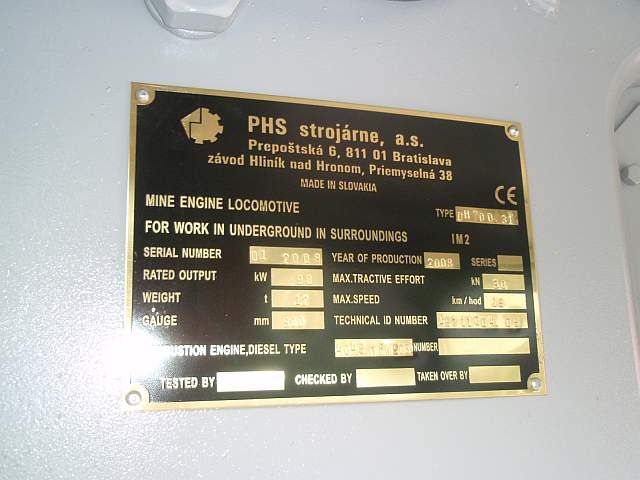 PHS strojárne, a.s.
Prepoštská 6, 811 01 Bratislava
závod Hliník nad Hronom, Priemyselná 38
MADE IN SLOVAKIA
CE
MINE ENGINE LOCOMOTIVE TYPE
FOR WORK IN UNDERGROUND IN SURROUNDINGS IM2
SERIAL NUMBER 01 2008 YEAR OF PRODUCTION 2008 SERIES
RATED OUTPUT kW MAX.TRACTIVE EFFORT kN
WEIGHT t 12 MAX.SPEED km/hod
GAUGE mm TECHNICAL ID NUMBER
ENGINE,DIESEL TYPE NUMBER
TESTED BY CHECKED BY TAKEN OVER BY